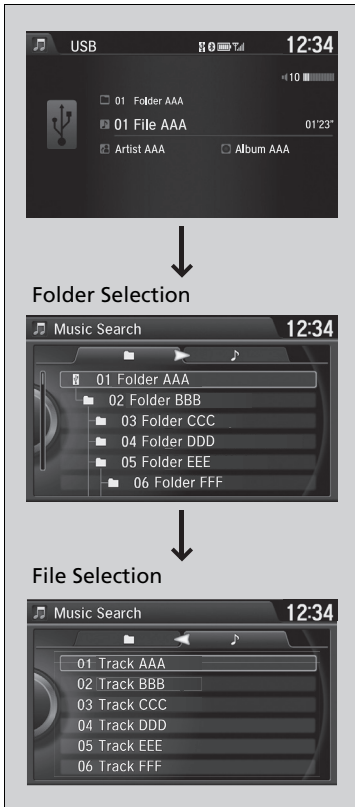 USB 12:34
10
01 Folder AAA
01 File AAA 01'23"
Artist AAA Album AAA
Folder Selection
Music Search 12:34
01 Folder AAA
02 Folder BBB
03 Folder CCC
04 Folder DDD
05 Folder EEE
06 Folder FFF
File Selection
Music Search 12:34
01 Track AAA
02 Track BBB
03 Track CCC
04 Track DDD
05 Track EEE
06 Track FFF